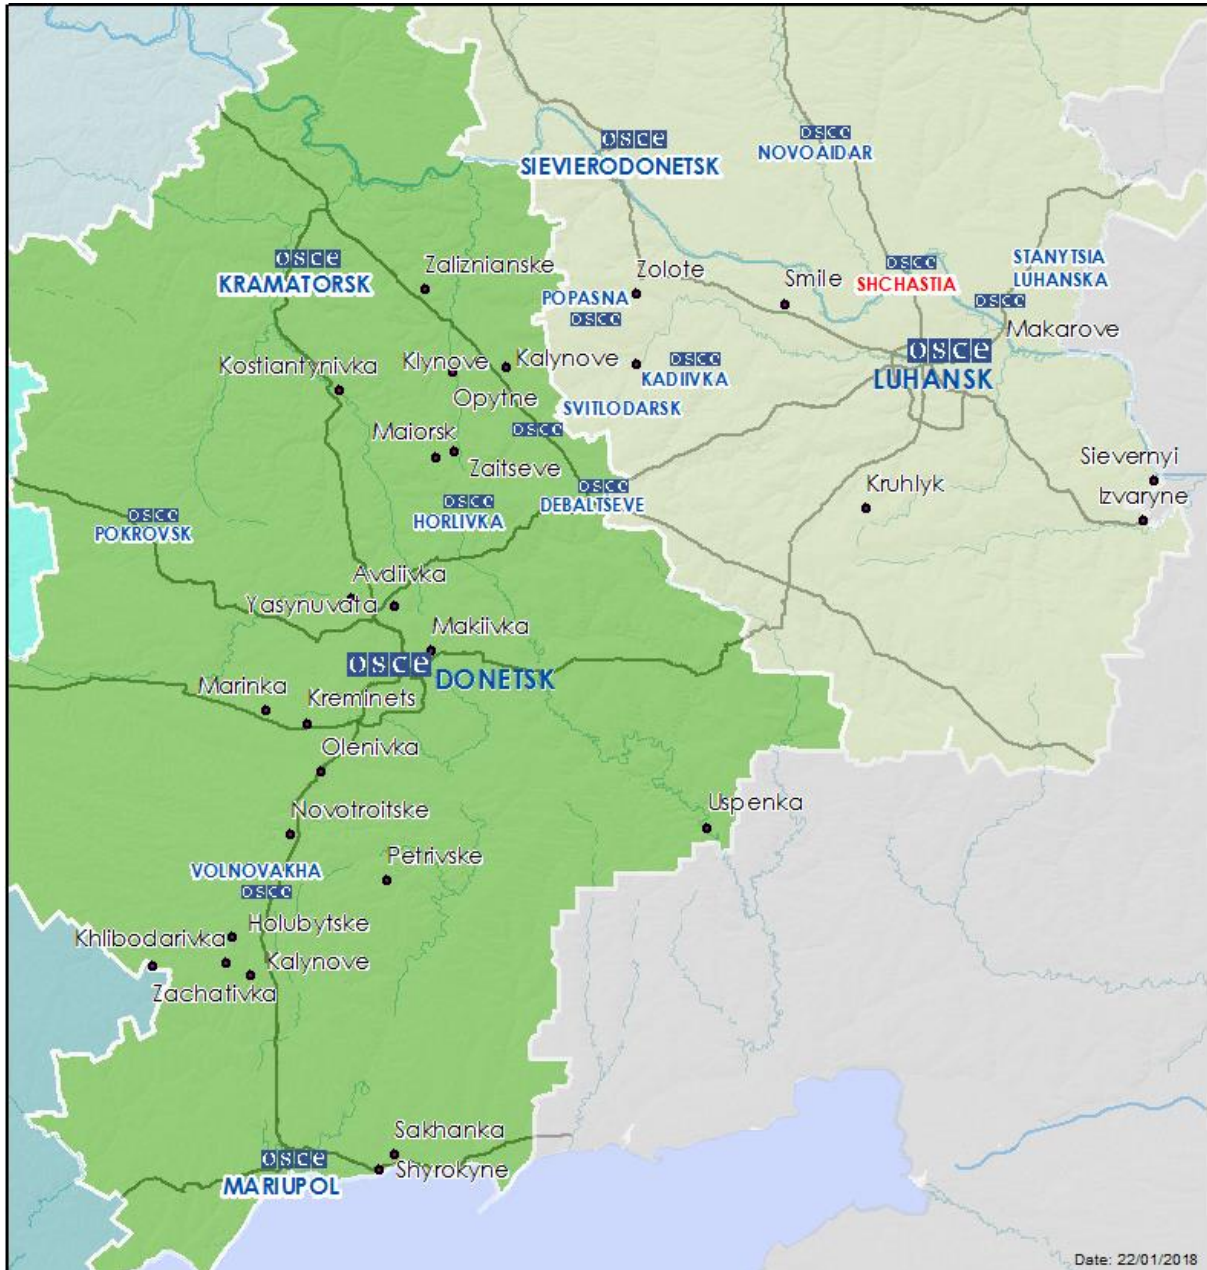 osce
SIEVIERODONETSK
osce
NOVOAIDAR
osce
KRAMATORSK
Zaliznianske
Zolote
Smile
osce
SHCHASTIA
STANYTSIA
LUHANSKA
osce
Makarove
POPASNA
osce
osce
LUHANSK
Kostiantynivka
Klynove
Kalynove
osce
KADIIVKA
Opytne
SVITLODARSK
osce
Maiorsk
Zaitseve
Sievernyi
Izvaryne
Kruhlyk
osce
DEBALTSEVE
osce
HORLIVKA
osce
POKROVSK
Avdiivka
Yasynuvata
Makiivka
osce
DONETSK
Marinka
Kreminets
Olenivka
Novotroitske
Uspenka
Petrivske
VOLNOVAKHA
osce
Holubytske
Khlibodarivka
Kalynove
Zachativka
Sakhanka
Shyrokyne
osce
MARIUPOL
Date: 22/01/2018